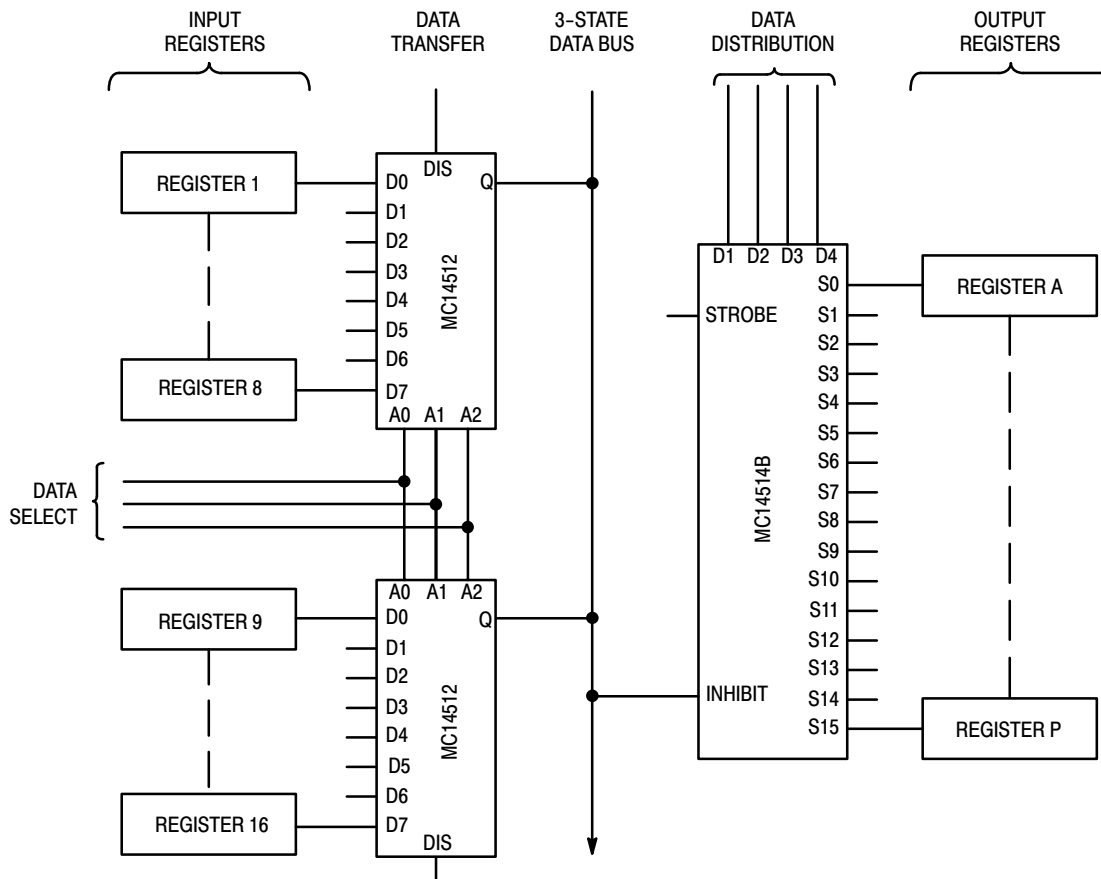 INPUT
REGISTERS
DATA
TRANSFER
3-STATE
DATA BUS
DATA
DISTRIBUTION
OUTPUT
REGISTERS
REGISTER 1
REGISTER 8
DIS
D0
D1
D2
D3
D4
D5
D6
D7
Q
MC14512
A0 A1 A2
DATA
SELECT
REGISTER 9
REGISTER 16
A0 A1 A2
D0
D1
D2
D3
D4
D5
D6
D7
Q
MC14512
DIS
D1 D2 D3 D4
STROBE
MC14514B
INHIBIT
S0
S1
S2
S3
S4
S5
S6
S7
S8
S9
S10
S11
S12
S13
S14
S15
REGISTER A
REGISTER P